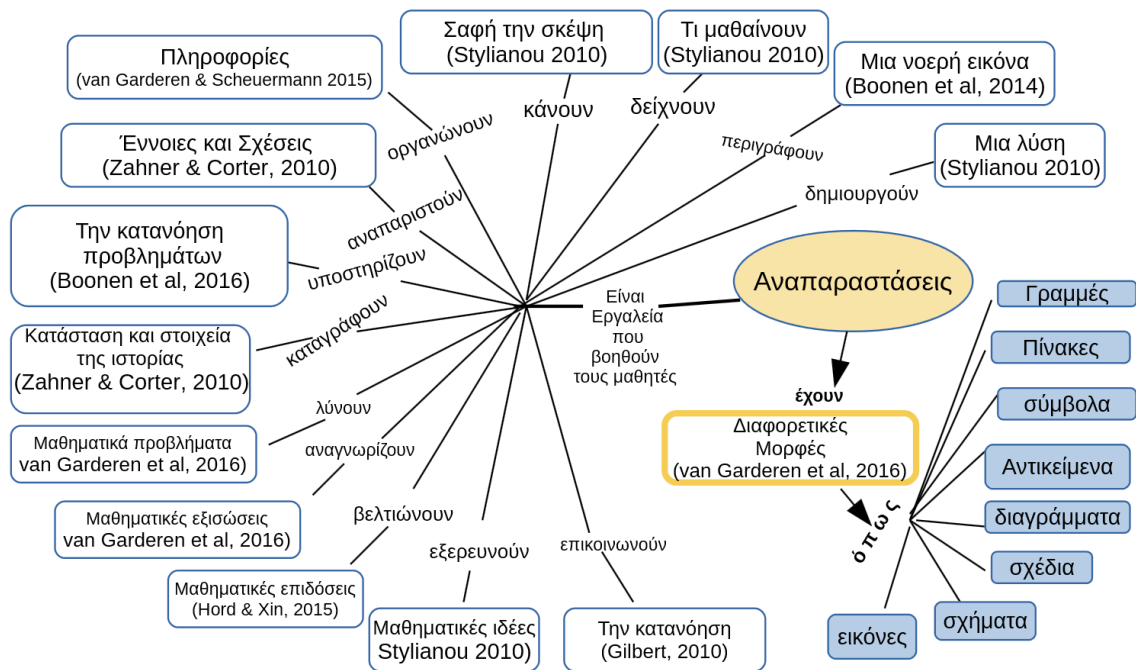 Πληροφορίες
(van Garderen & Scheuermann 2015)
Σαφή την σκέψη
(Stylianou 2010)
Τι μαθαίνουν
(Stylianou 2010)
Μια νοερή εικόνα
(Boonen et al, 2014)
Μια λύση
(Stylianou 2010)
Έννοιες και Σχέσεις
(Zahner & Corter, 2010)
Την κατανόηση
προβλημάτων
(Boonen et al, 2016)
Κατάσταση και στοιχεία
της ιστορίας
(Zahner & Corter, 2010)
Μαθηματικά προβλήματα
van Garderen et al, 2016)
Μαθηματικές εξισώσεις
van Garderen et al, 2016)
Μαθηματικές επιδόσεις
(Hord & Xin, 2015)
Μαθηματικές ιδέες
Stylianou 2010)
Την κατανόηση
(Gilbert, 2010)
οργανώνουν
κάνουν
δείχνουν
περιγράφουν
δημιουργούν
αναπαριστούν
υποστηρίζουν
καταγράφουν
λύνουν
αναγνωρίζουν
βελτιώνουν
εξερευνούν
επικοινωνούν
Είναι
Εργαλεία
που
βοηθούν
τους μαθητές
Αναπαραστάσεις
έχουν
Διαφορετικές
Μορφές
(van Garderen et al, 2016)
όπως
Γραμμές
Πίνακες
σύμβολα
Αντικείμενα
διαγράμματα
σχέδια
σχήματα
εικόνες